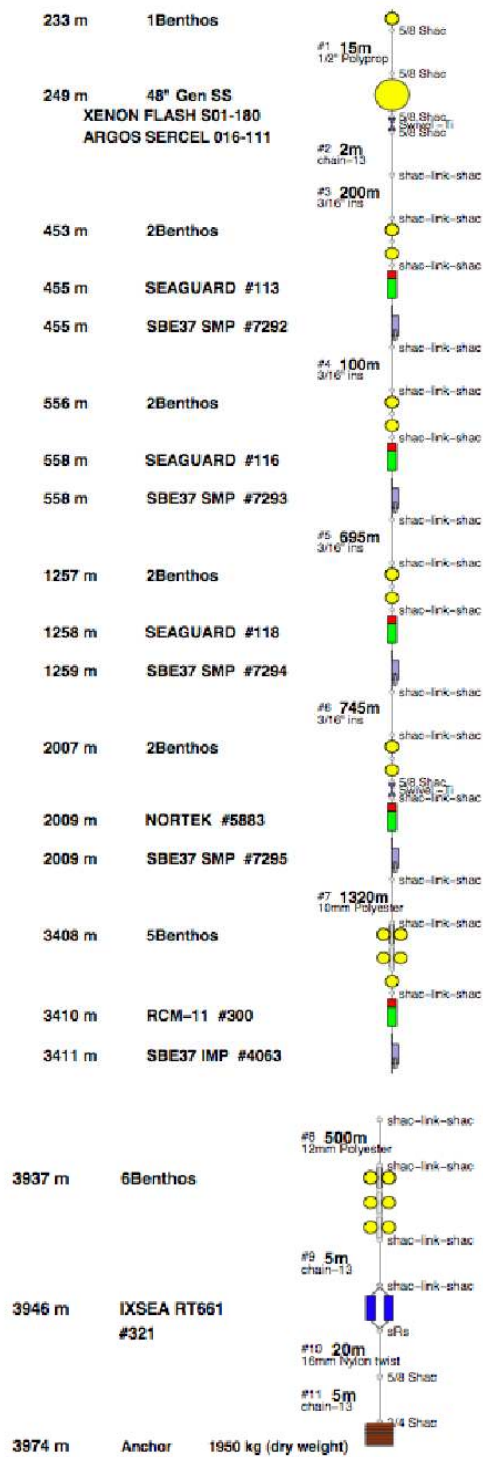 233 m 1Benthos
5/8 Shac
#1 15m
1/2" Polyprop
5/8 Shac
249 m 48" Gen SS
XENON FLASH S01-180
5/8 Shac
Swivel-Ti
ARGOS SERCEL 016-111
5/8 Shac
#2 2m
chain-13
shac-link-shac
#3 200m
3/16" ins
shac-link-shac
453 m 2Benthos
shac-link-shac
455 m SEAGUARD #113
455 m SBE37 SMP #7292
shac-link-shac
#4 100m
3/16" ins
shac-link-shac
556 m 2Benthos
shac-link-shac
558 m SEAGUARD #116
558 m SBE37 SMP #7293
shac-link-shac
#5 695m
3/16" ins
shac-link-shac
1257 m 2Benthos
shac-link-shac
1258 m SEAGUARD #118
1259 m SBE37 SMP #7294
shac-link-shac
#6 745m
3/16" ins
shac-link-shac
2007 m 2Benthos
5/8 Shac
Swivel-Ti
shac-link-shac
2009 m NORTEK #5883
2009 m SBE37 SMP #7295
shac-link-shac
#7 1320m
10mm Polyester
shac-link-shac
3408 m 5Benthos
shac-link-shac
3410 m RCM-11 #300
3411 m SBE37 IMP #4063
shac-link-shac
#8 500m
12mm Polyester
shac-link-shac
3937 m 6Benthos
shac-link-shac
#9 5m
chain-13
shac-link-shac
3946 m IXSEA RT661
#321
sRs
#10 20m
16mm Nylon twist
5/8 Shac
#11 5m
chain-13
3/4 Shac
3974 m Anchor 1950 kg (dry weight)